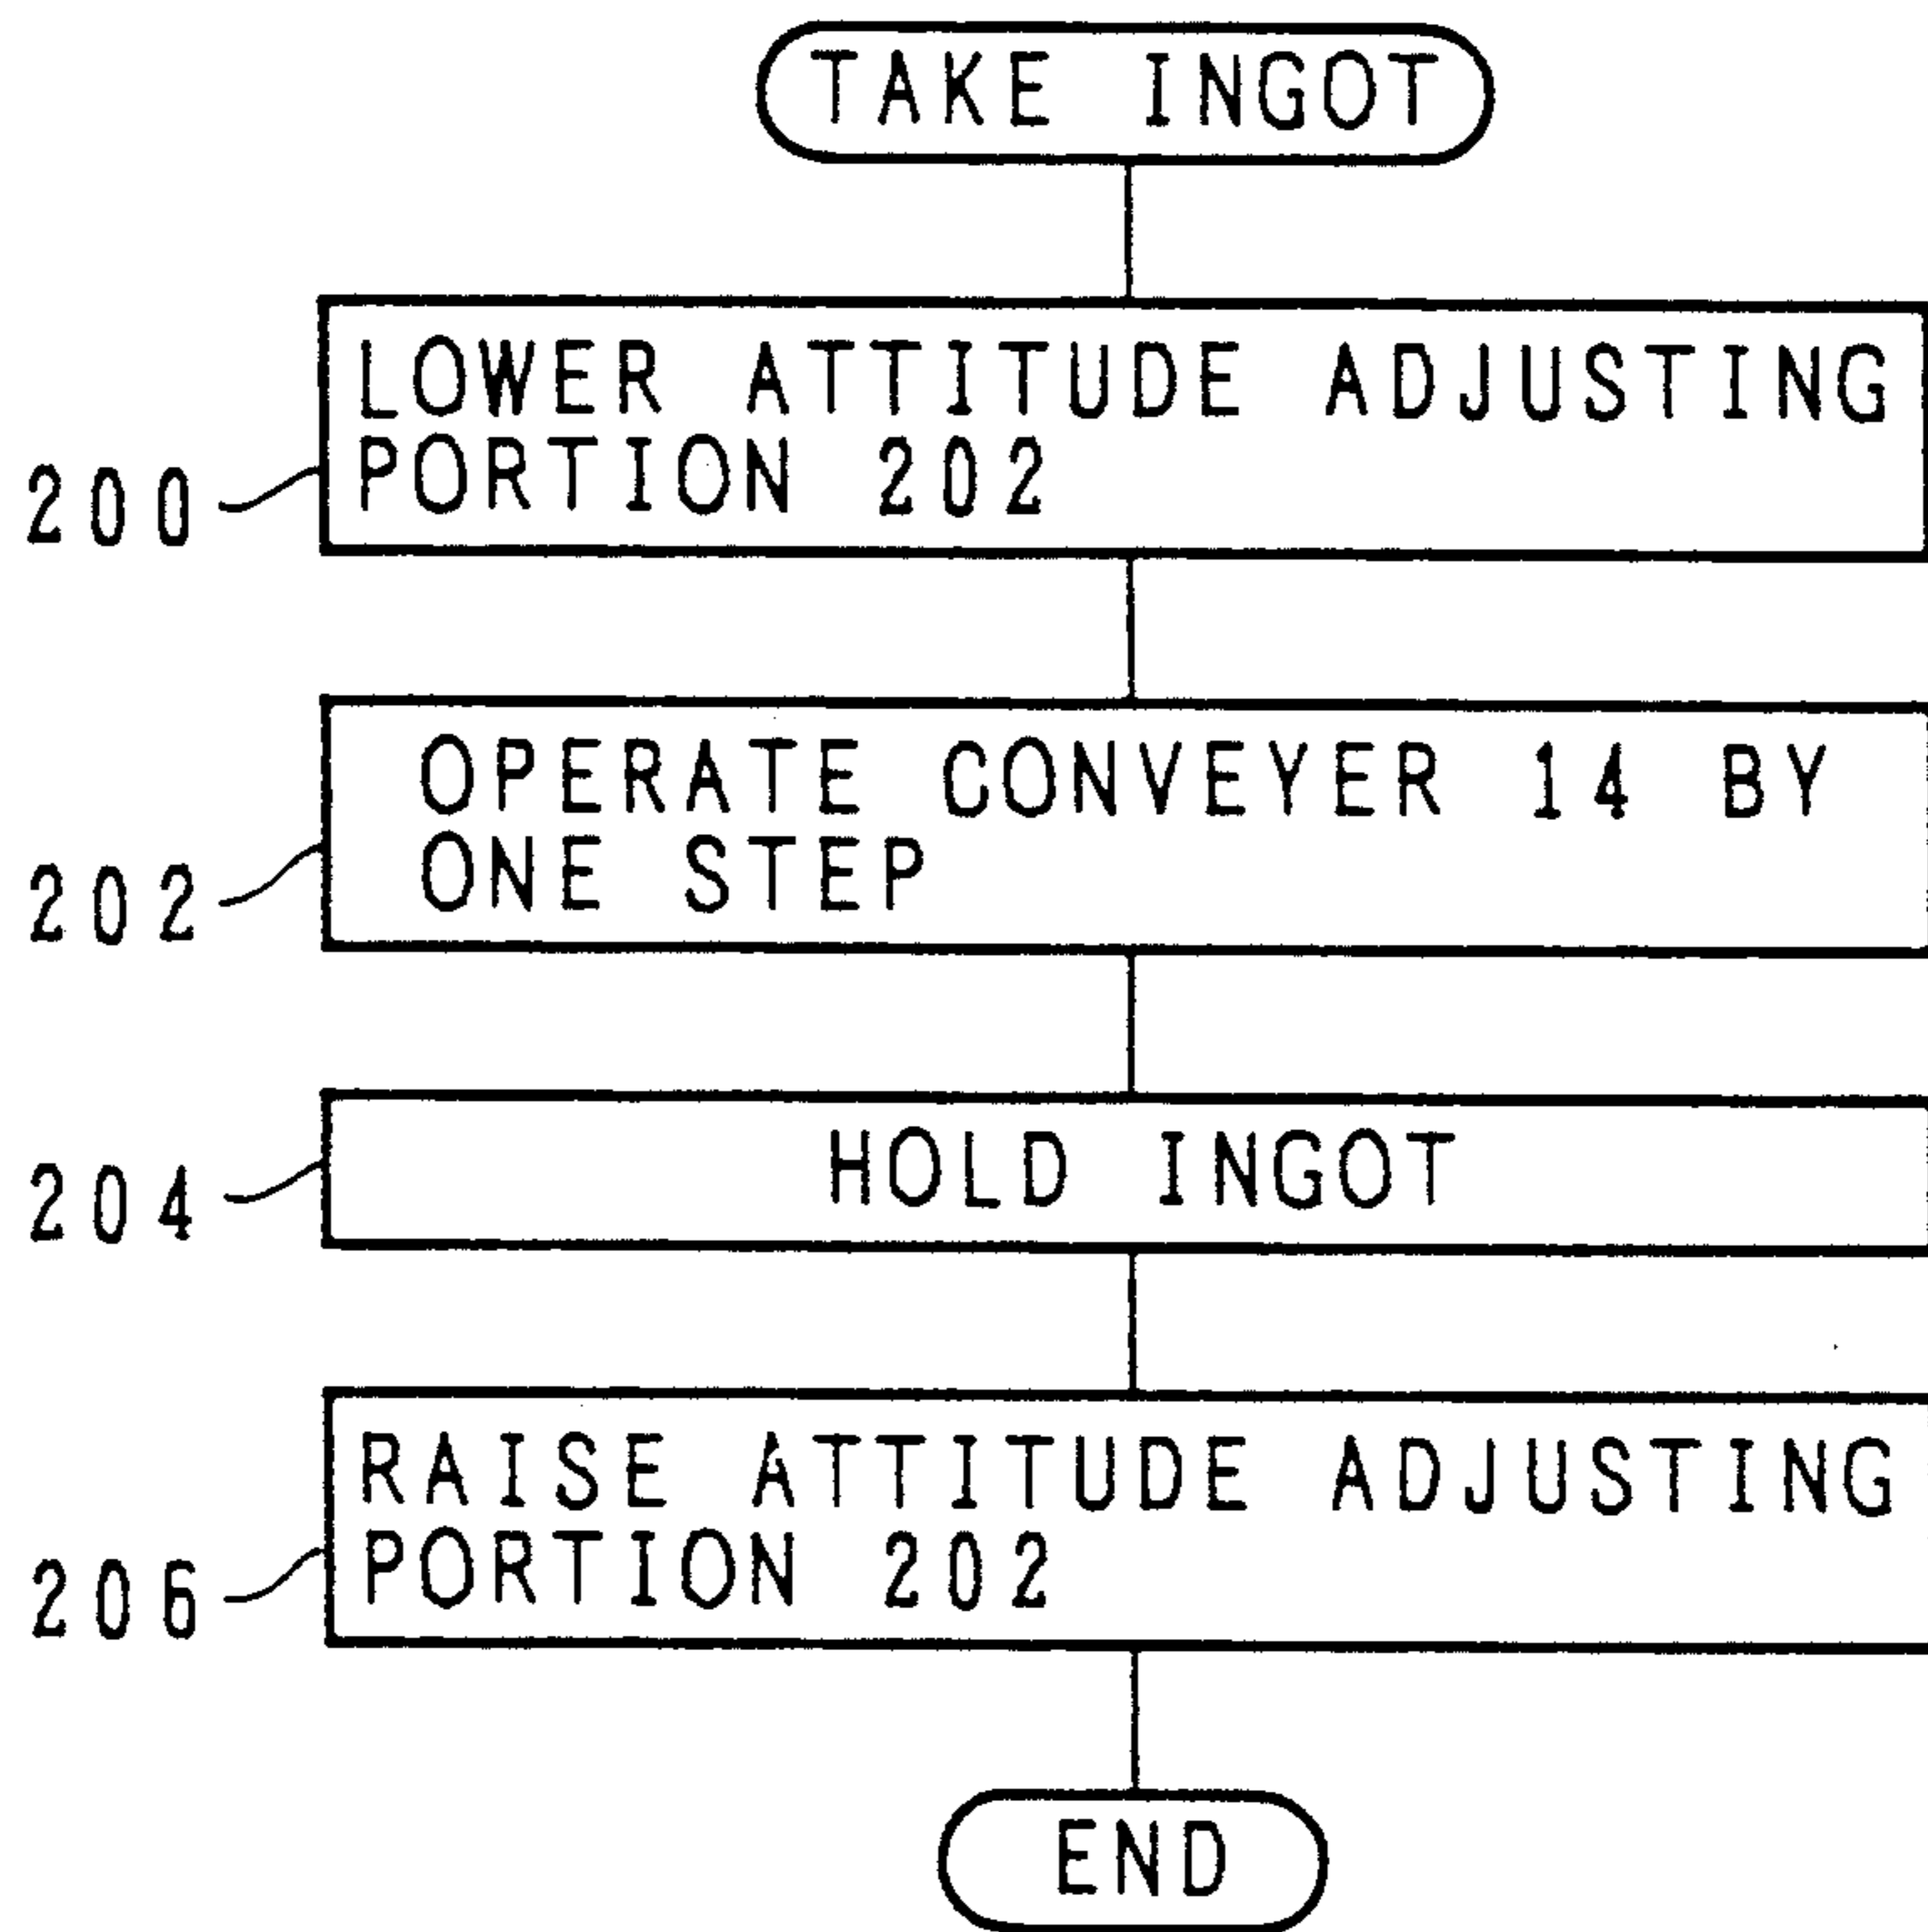 TAKE INGOT
LOWER ATTITUDE ADJUSTING
PORTION 202
200
OPERATE CONVEYER 14 BY
ONE STEP
202
HOLD INGOT
204
RAISE ATTITUDE ADJUSTING
PORTION 202
206
END